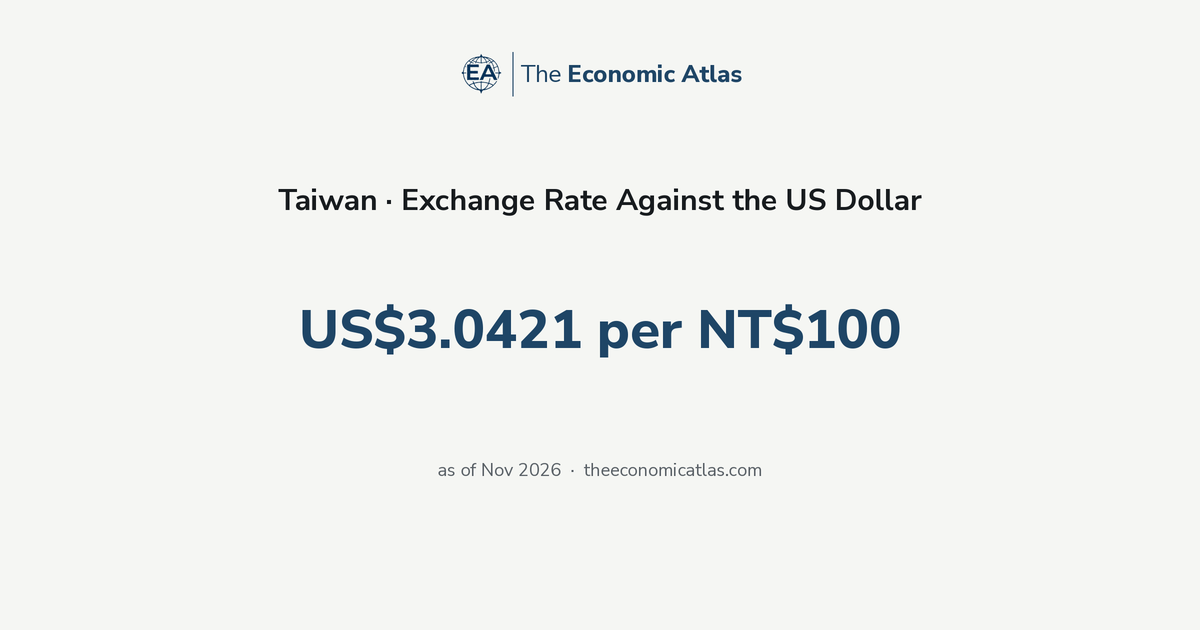 EA The Economic Atlas
Taiwan · Exchange Rate Against the US Dollar
US$3.0421 per NT$100
as of Nov 2026 · theeconomicatlas.com